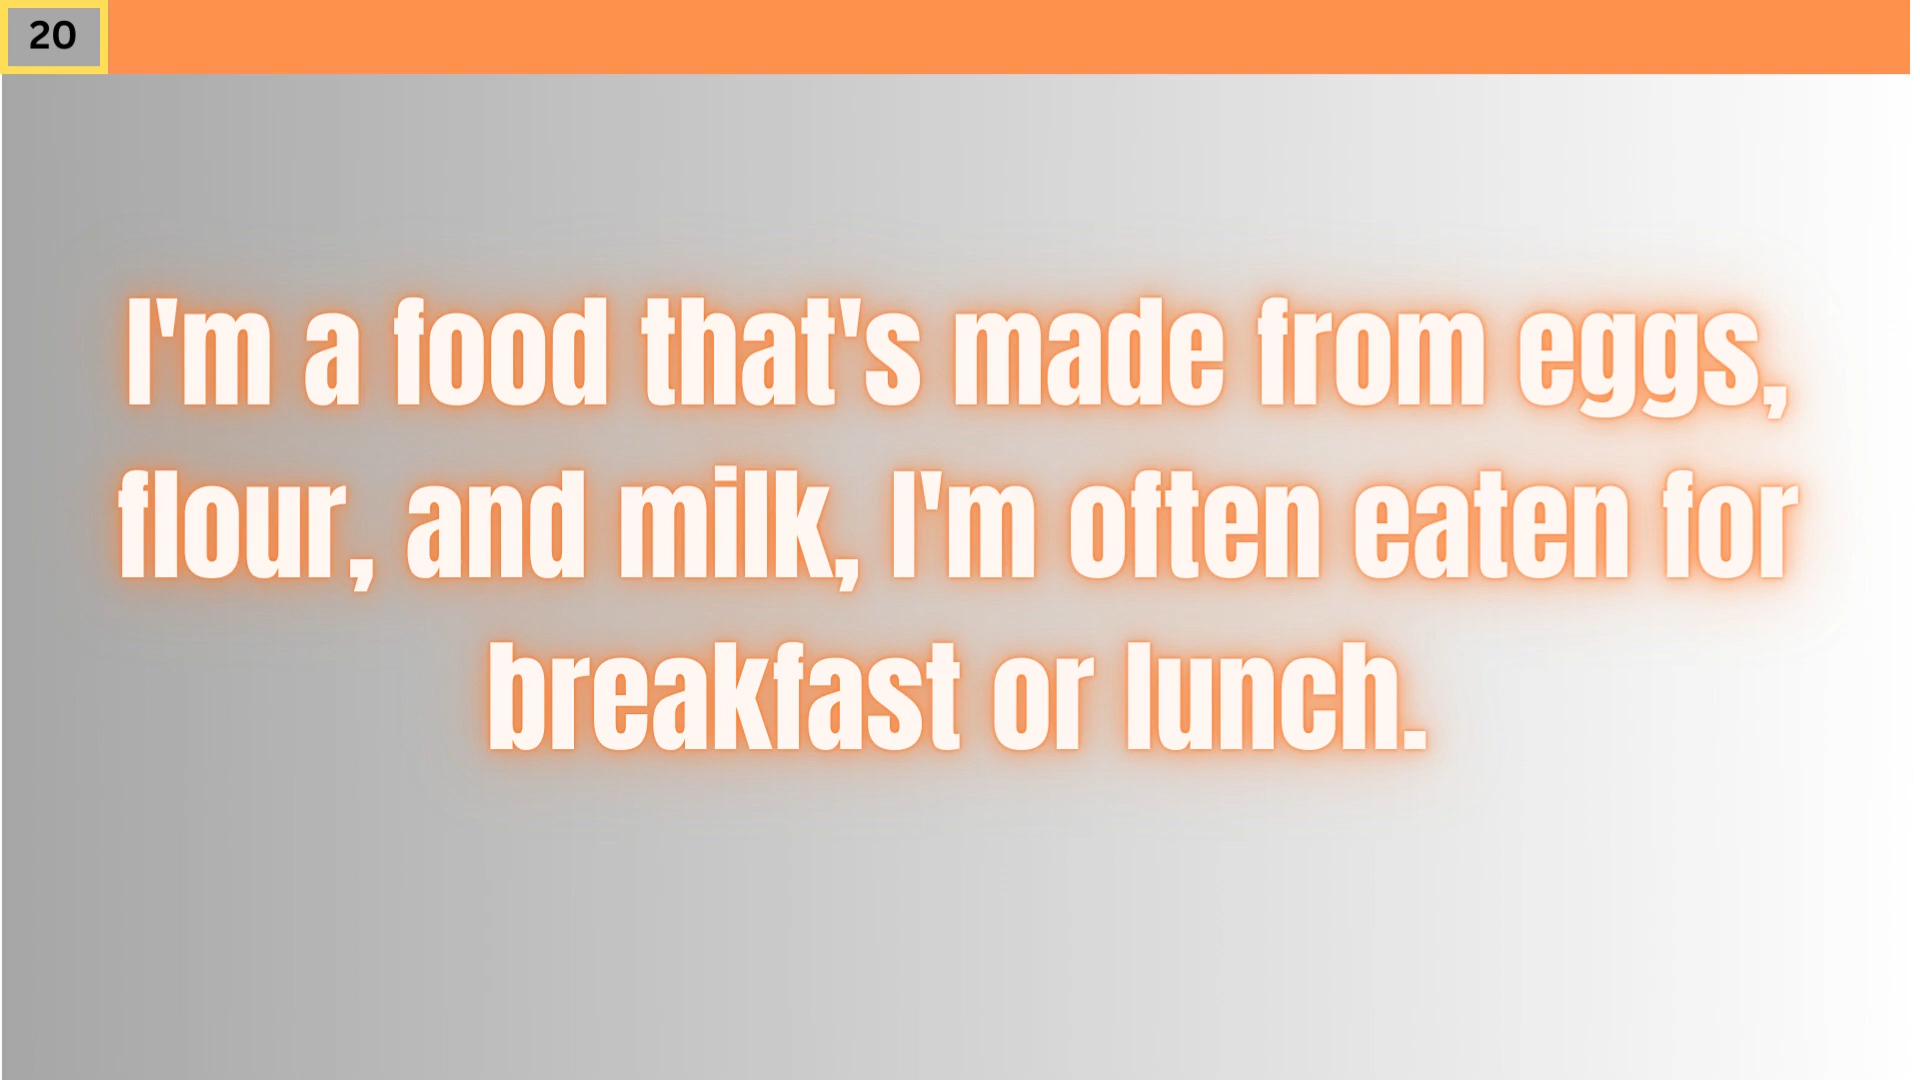 20
I'm a food that's made from eggs,
flour, and milk, I'm often eaten for
breakfast or lunch.